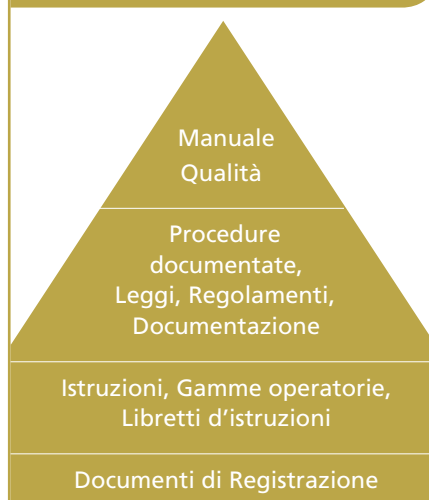 Manuale
Qualità
Procedure
documentate,
Leggi, Regolamenti,
Documentazione
Istruzioni, Gamme operatorie,
Libretti d'istruzioni
Documenti di Registrazione